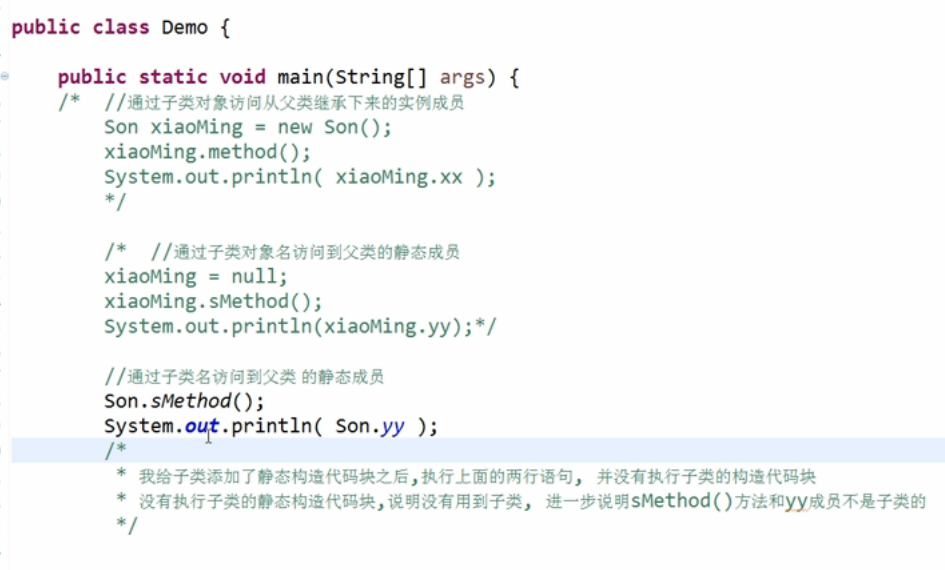 public class Demo {
public static void main(String[] args) {
/* //通过子类对象访问从父类继承下来的实例成员
Son xiaoMing = new Son();
xiaoMing.method();
System.out.println( xiaoMing.xx );
*/
/* //通过子类对象名访问到父类的静态成员
xiaoMing = null;
xiaoMing.sMethod();
System.out.println(xiaoMing.yy);*/
//通过子类名访问到父类 的静态成员
Son.sMethod();
System.out.println( Son.yy );
/*
* 我给子类添加了静态构造代码块之后,执行上面的两行语句, 并没有执行子类的构造代码块
* 没有执行子类的静态构造代码块,说明没有用到子类, 进一步说明sMethod()方法和yy成员不是子类的
*/